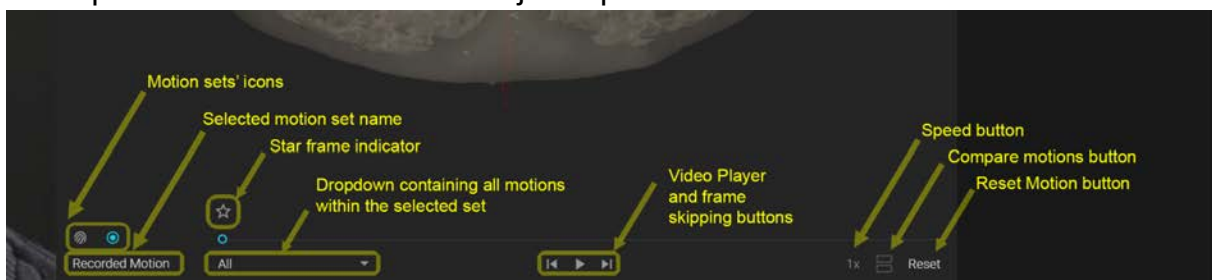 Motion sets' icons
Selected motion set name
Star frame indicator
Dropdown containing all motions
within the selected set
Video Player
and frame
skipping buttons
Speed button
Compare motions button
Reset Motion button
Recorded Motion
All
1x
Reset